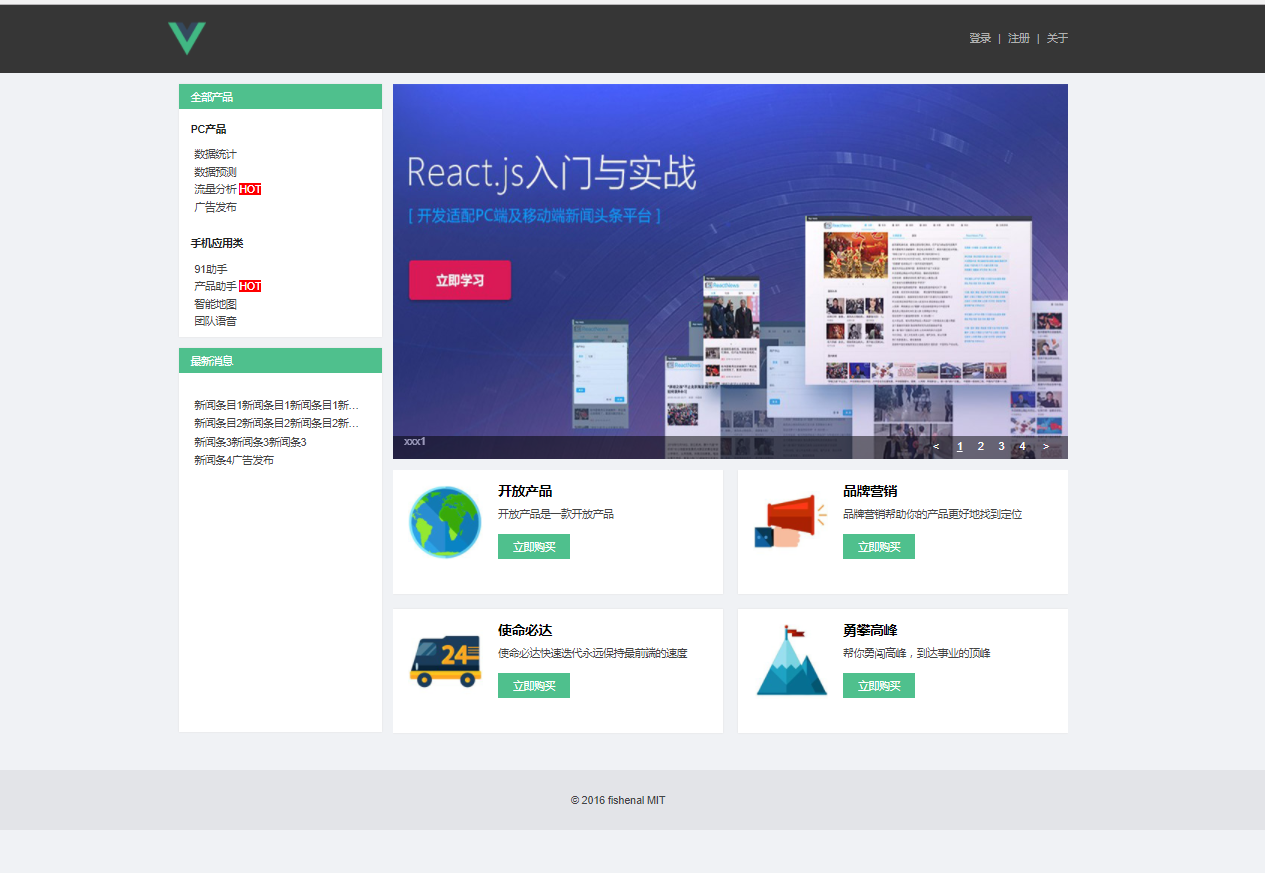 登录 | 注册 | 关于
全部产品
PC产品
数据统计
数据预测
流量分析 HOT
广告发布
手机应用类
91助手
产品助手 HOT
智能地图
团队语音
最新消息
新闻条目1新闻条目1新闻条目1新…
新闻条目2新闻条目2新闻条目2新…
新闻条3新闻条3新闻条3
新闻条4广告发布
React.js入门与实战
[ 开发适配PC端及移动端新闻头条平台 ]
立即学习
ReactNews
xxx1
< 1 2 3 4 >
开放产品
开放产品是一款开放产品
立即购买
品牌营销
品牌营销帮助你的产品更好地找到定位
立即购买
24
使命必达
使命必达快速迭代永远保持最前端的速度
立即购买
勇攀高峰
帮你勇闯高峰，到达事业的顶峰
立即购买
© 2016 fishenal MIT